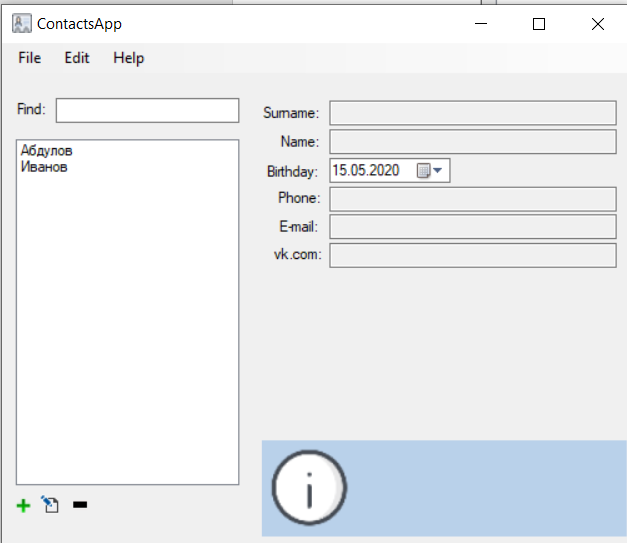 ContactsApp
File Edit Help
Find:
Абдулов
Иванов
Surname:
Name:
Birthday: 15.05.2020
Phone:
E-mail:
vk.com: